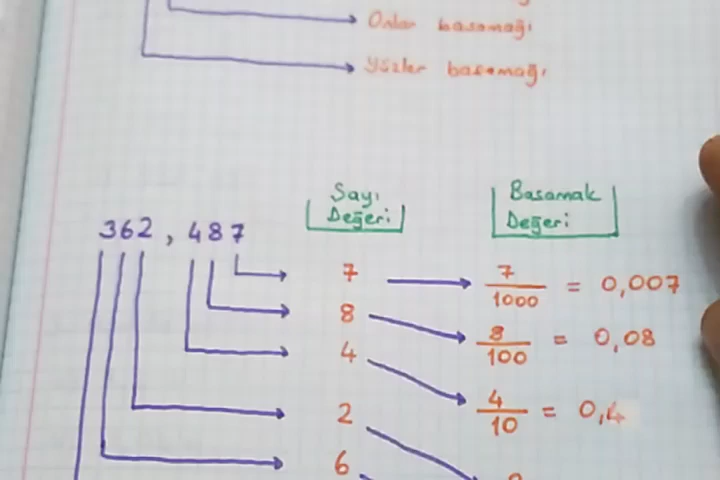 Onlar basamağı
Yüzler basamağı
Sayı Değeri
Basamak Değeri
362,487
7 7/1000 = 0,007
8 8/100 = 0,08
4 4/10 = 0,4
2
6